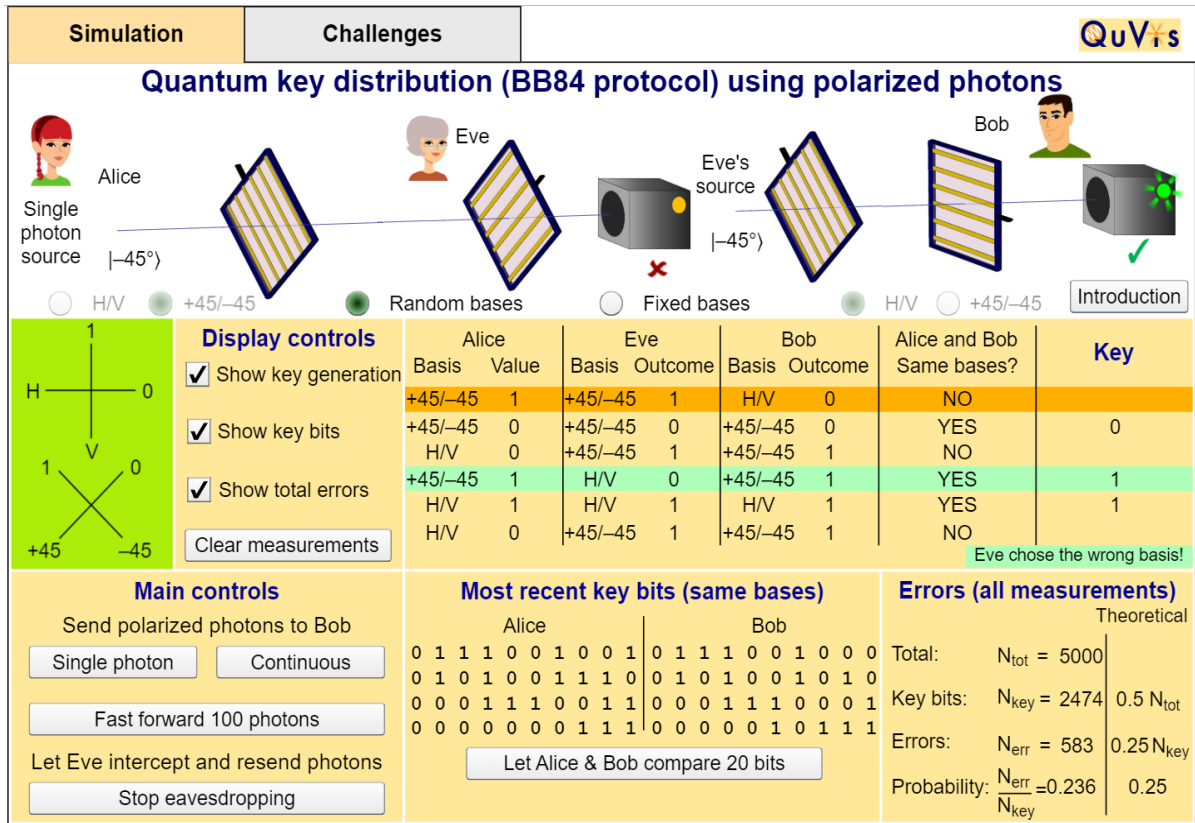 Simulation
Challenges
QuVis
Quantum key distribution (BB84 protocol) using polarized photons
Alice
Single
photon
source
|–45°⟩
Eve
Eve's
source
|–45°⟩
Bob
H/V +45/–45 Random bases Fixed bases H/V +45/–45
Introduction
1
H 0
V
1 0
+45 –45
Display controls
Show key generation
Show key bits
Show total errors
Clear measurements
Alice Eve Bob Alice and Bob Key
Basis Value Basis Outcome Basis Outcome Same bases?
+45/–45 1 +45/–45 1 H/V 0 NO
+45/–45 0 +45/–45 0 +45/–45 0 YES 0
H/V 0 +45/–45 1 +45/–45 1 NO
+45/–45 1 H/V 0 +45/–45 1 YES 1
H/V 1 H/V 1 H/V 1 YES 1
H/V 0 +45/–45 1 +45/–45 1 NO
Eve chose the wrong basis!
Main controls
Send polarized photons to Bob
Single photon
Continuous
Fast forward 100 photons
Let Eve intercept and resend photons
Stop eavesdropping
Most recent key bits (same bases)
Alice Bob
0 1 1 1 0 0 1 0 0 1 0 1 1 1 0 0 1 0 0 0
0 1 0 1 0 1 1 1 0 0 1 0 1 0 0 1 0 1 0
0 0 0 1 1 1 0 0 0 1 0 0 0 1 1 1 0 0 0 1
0 0 0 0 0 0 0 1 1 1 0 0 0 0 0 1 0 1 1 1
Let Alice & Bob compare 20 bits
Errors (all measurements)
Theoretical
Total: Ntot = 5000
Key bits: Nkey = 2474 0.5 Ntot
Errors: Nerr = 583 0.25 Nkey
Probability: Nerr
Nkey
=0.236 0.25